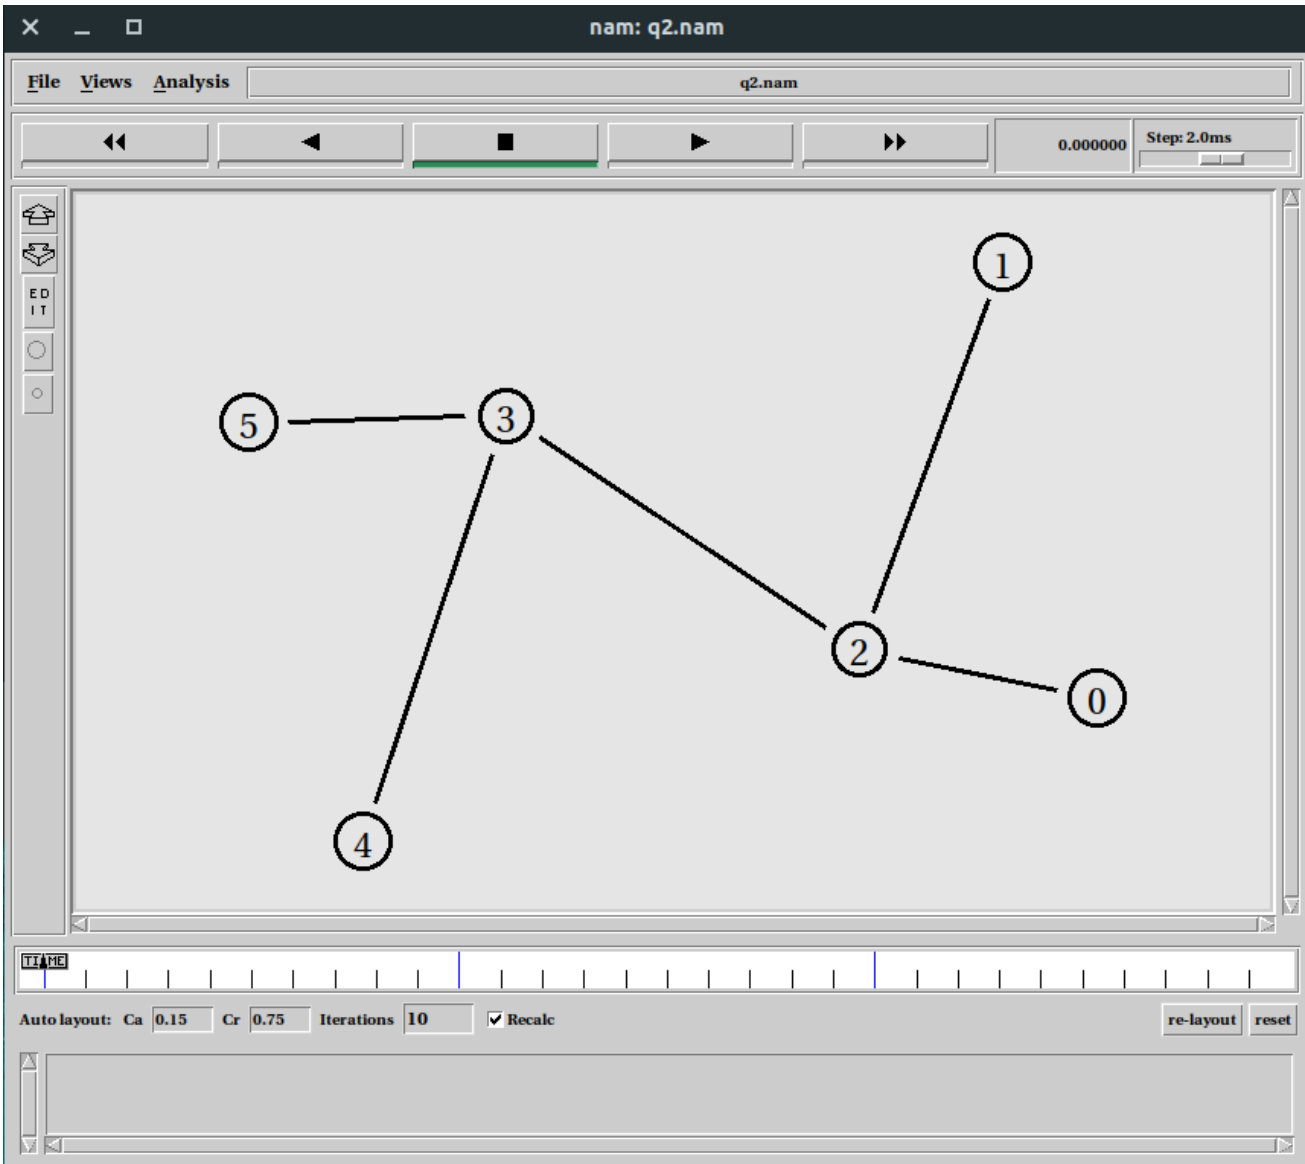 nam: q2.nam
File Views Analysis q2.nam
0.000000 Step: 2.0ms
ED
IT
1
5 3
2
0
4
TIME
Auto layout: Ca 0.15 Cr 0.75 Iterations 10 Recalc re-layout reset